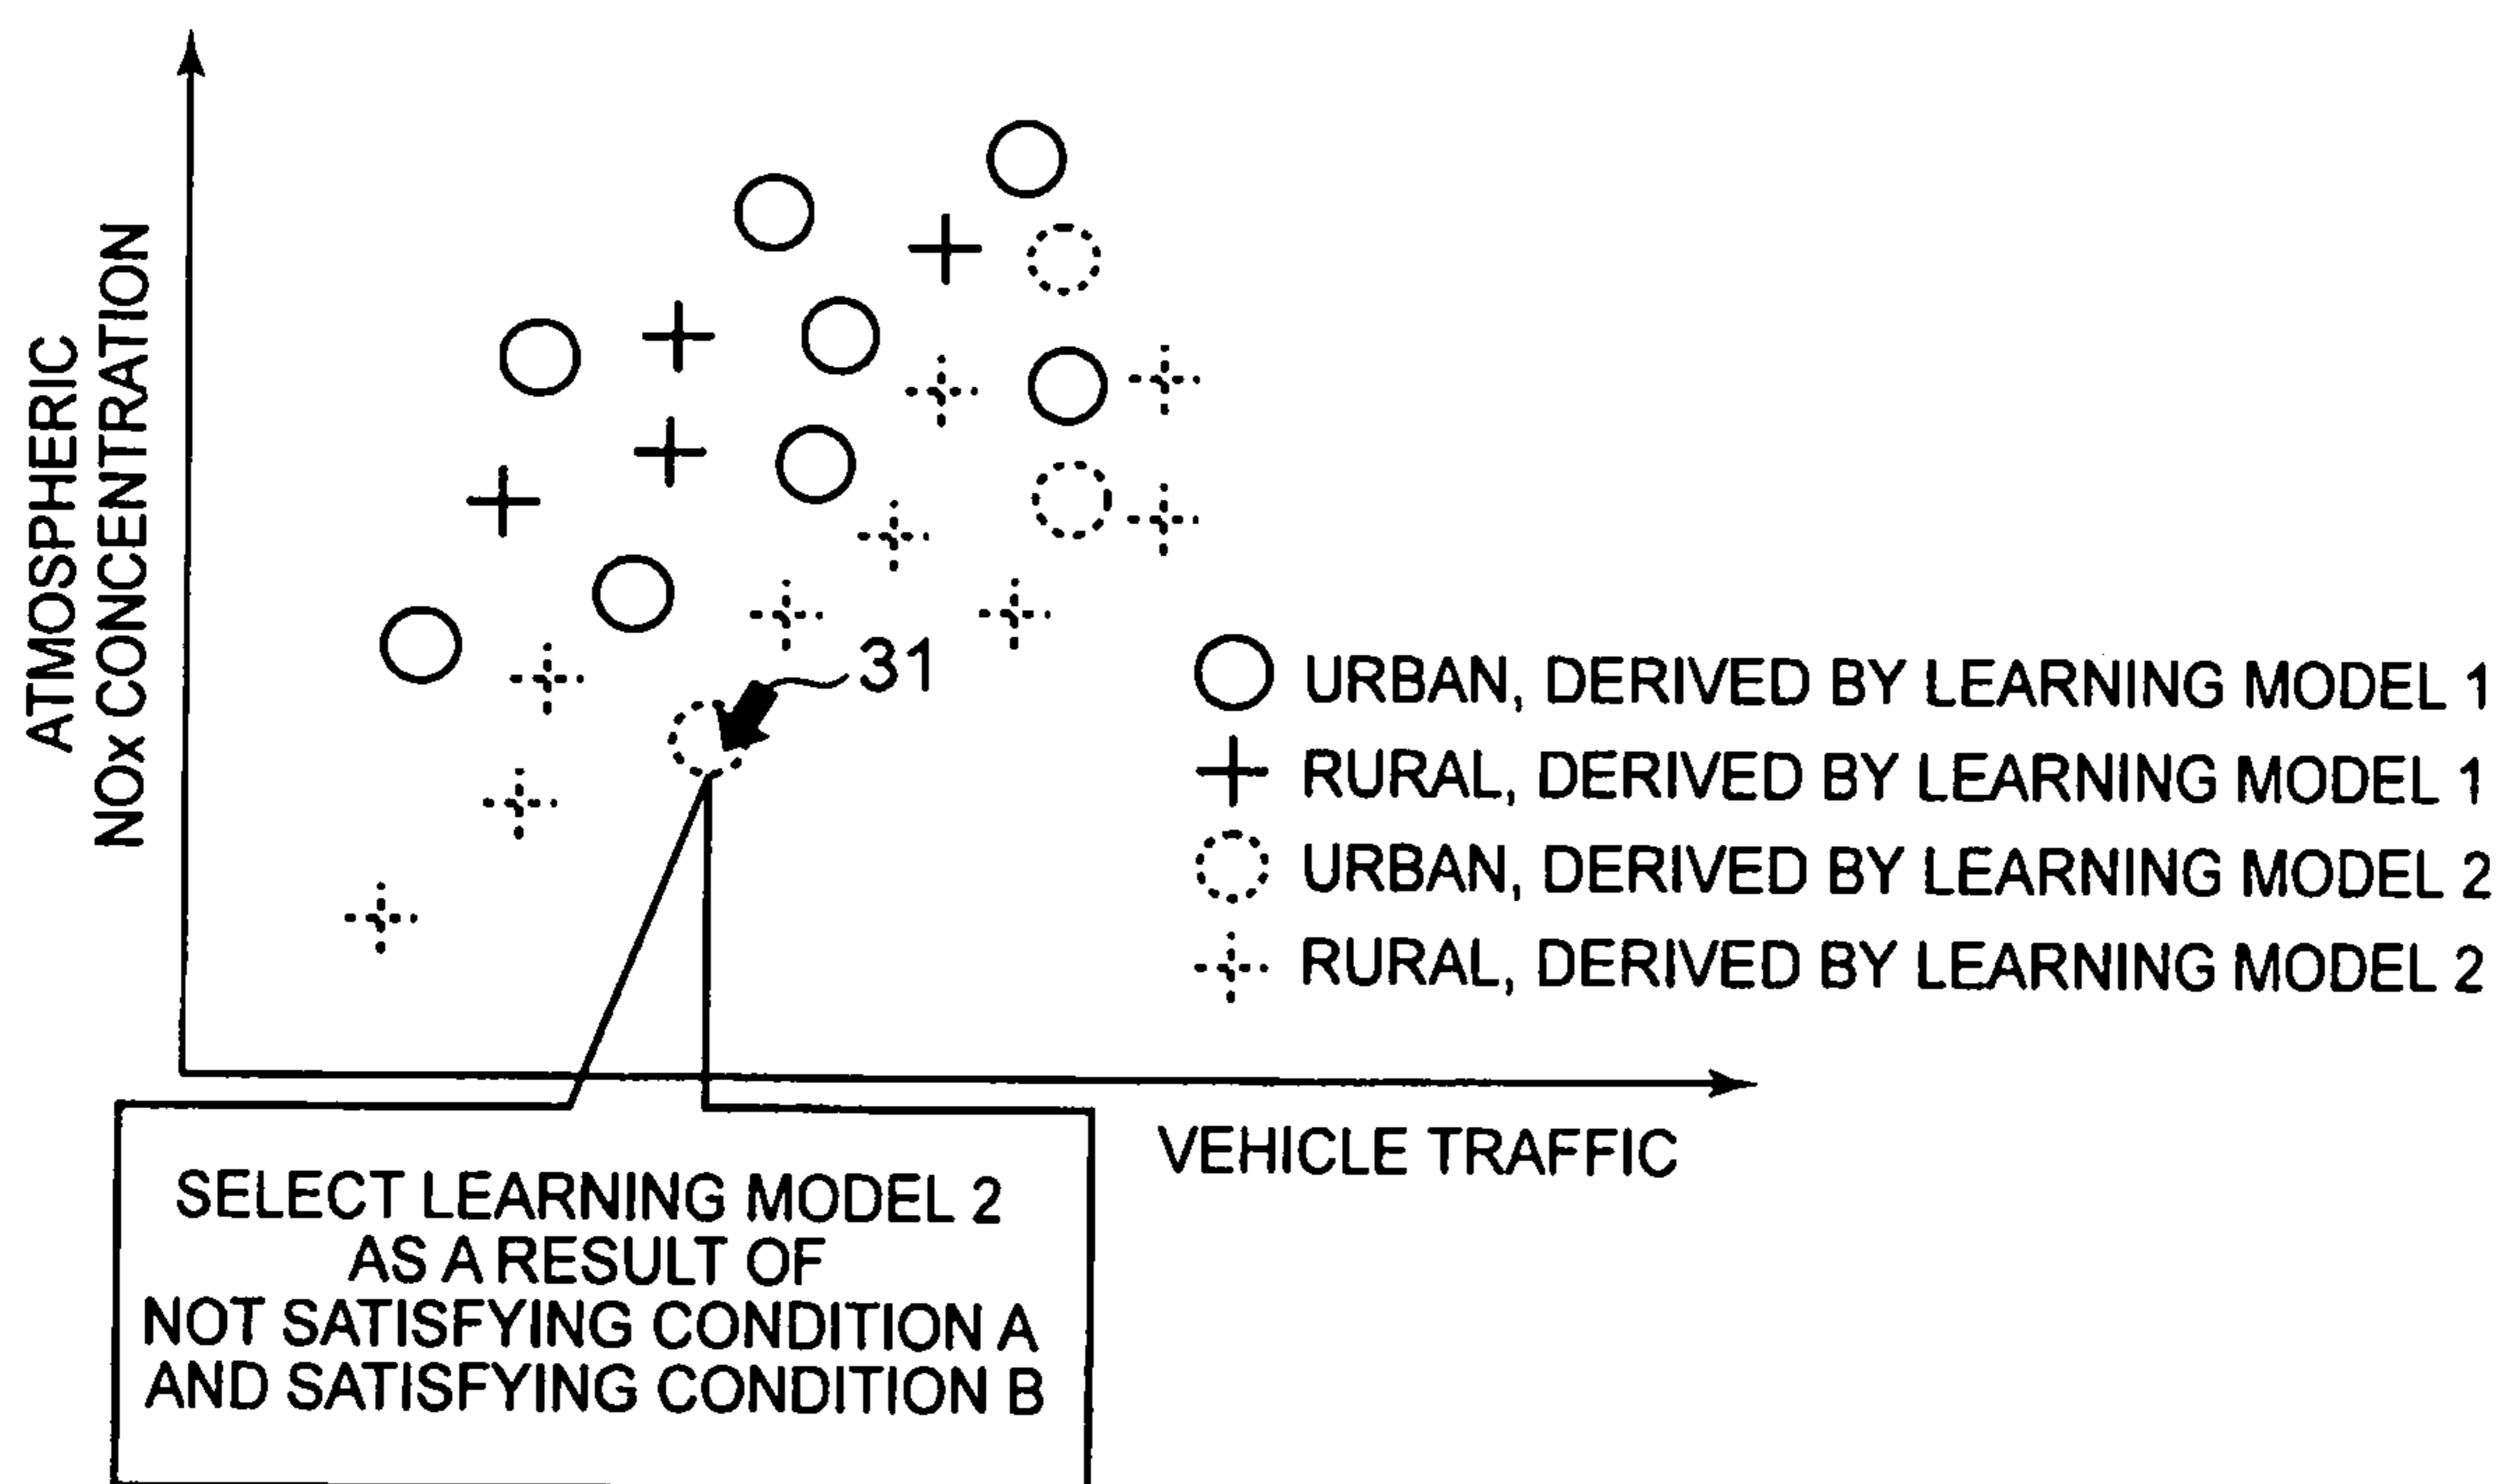 ATMOSPHERIC
NOX CONCENTRATION
31
URBAN, DERIVED BY LEARNING MODEL 1
RURAL, DERIVED BY LEARNING MODEL 1
URBAN, DERIVED BY LEARNING MODEL 2
RURAL, DERIVED BY LEARNING MODEL 2
VEHICLE TRAFFIC
SELECT LEARNING MODEL 2
AS A RESULT OF
NOT SATISFYING CONDITION A
AND SATISFYING CONDITION B